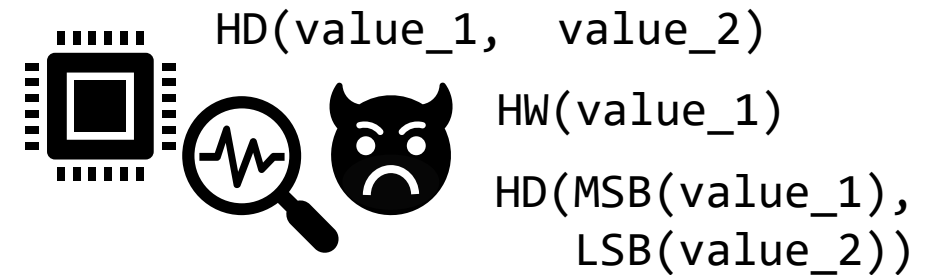 HD(value_1, value_2)
HW(value_1)
HD(MSB(value_1),
LSB(value_2))